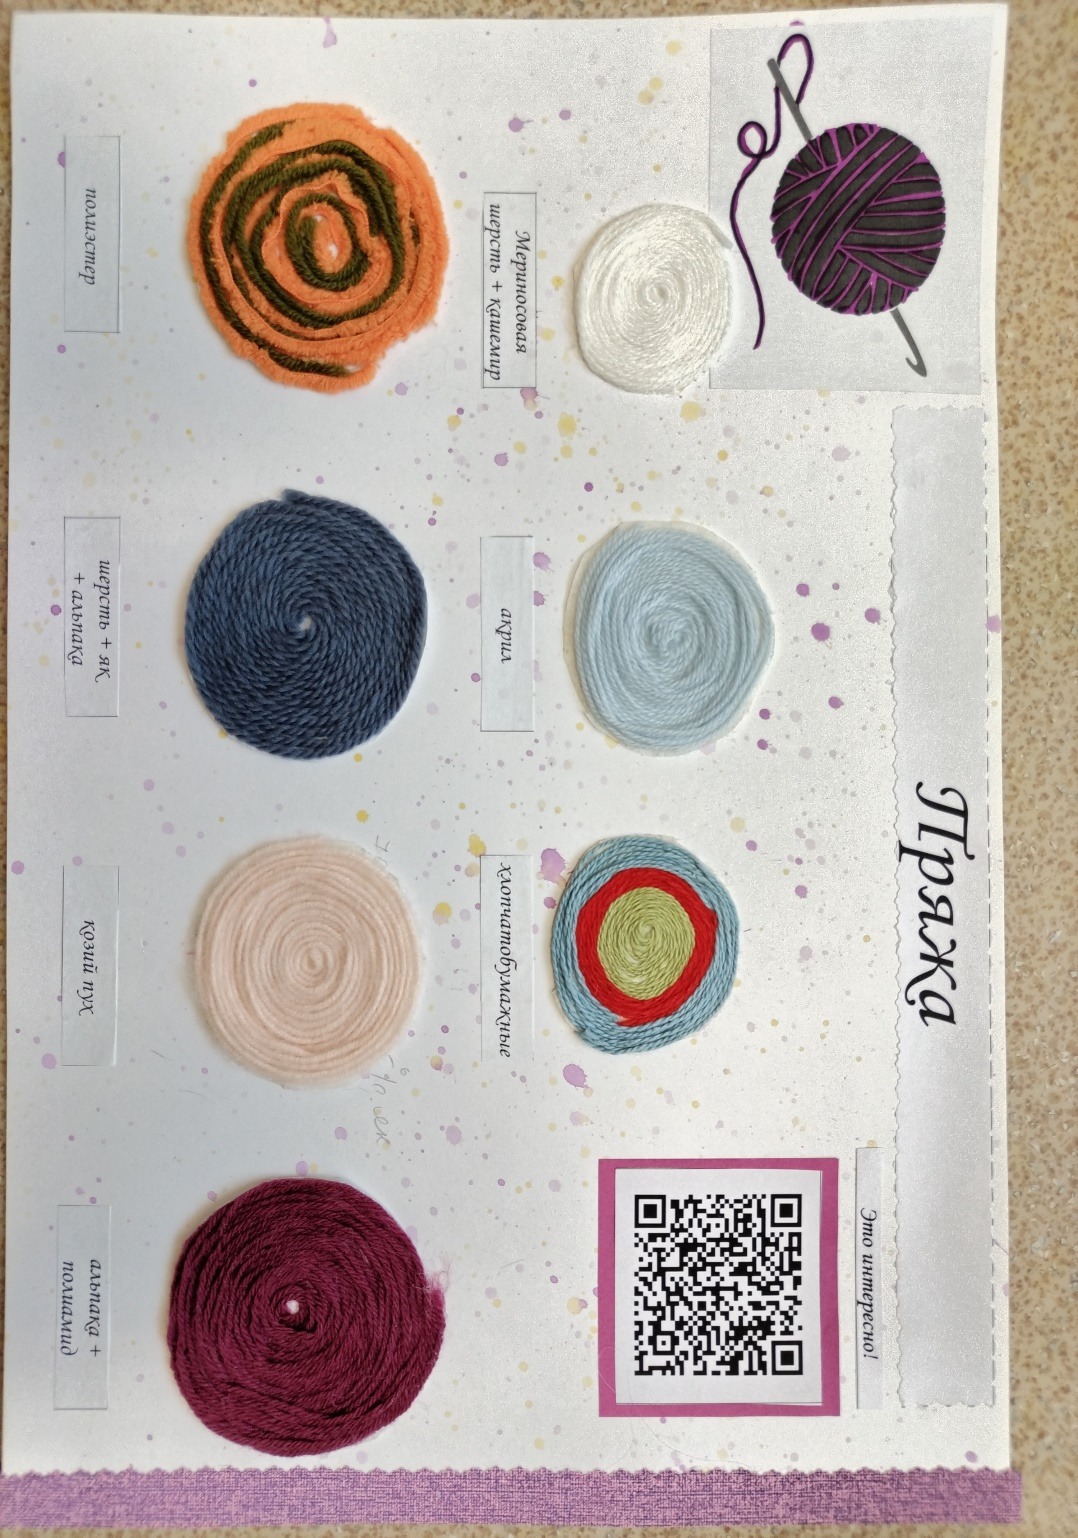 Пряжа
Это интересно!
Мериносовая
шерсть + кашемир
акрил
хлопчатобумажные
полиэстер
шерсть + як
+ альпака
козий пух
альпака +
полиамид